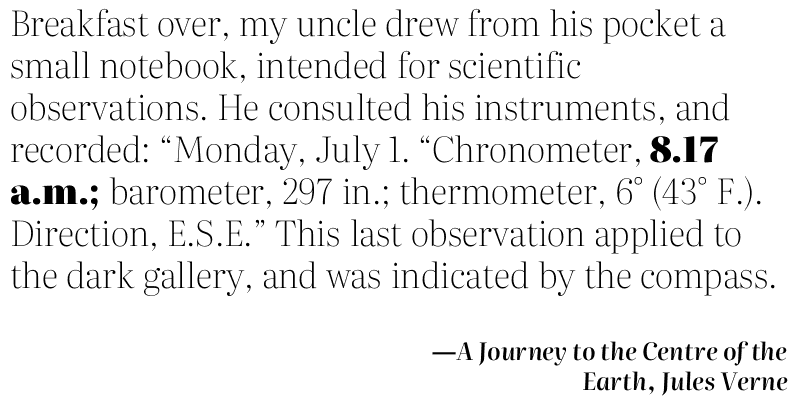 Breakfast over, my uncle drew from his pocket a
small notebook, intended for scientific
observations. He consulted his instruments, and
recorded: “Monday, July 1. “Chronometer, 8.17
a.m.; barometer, 297 in.; thermometer, 6° (43° F.).
Direction, E.S.E.” This last observation applied to
the dark gallery, and was indicated by the compass.
—A Journey to the Centre of the
Earth, Jules Verne